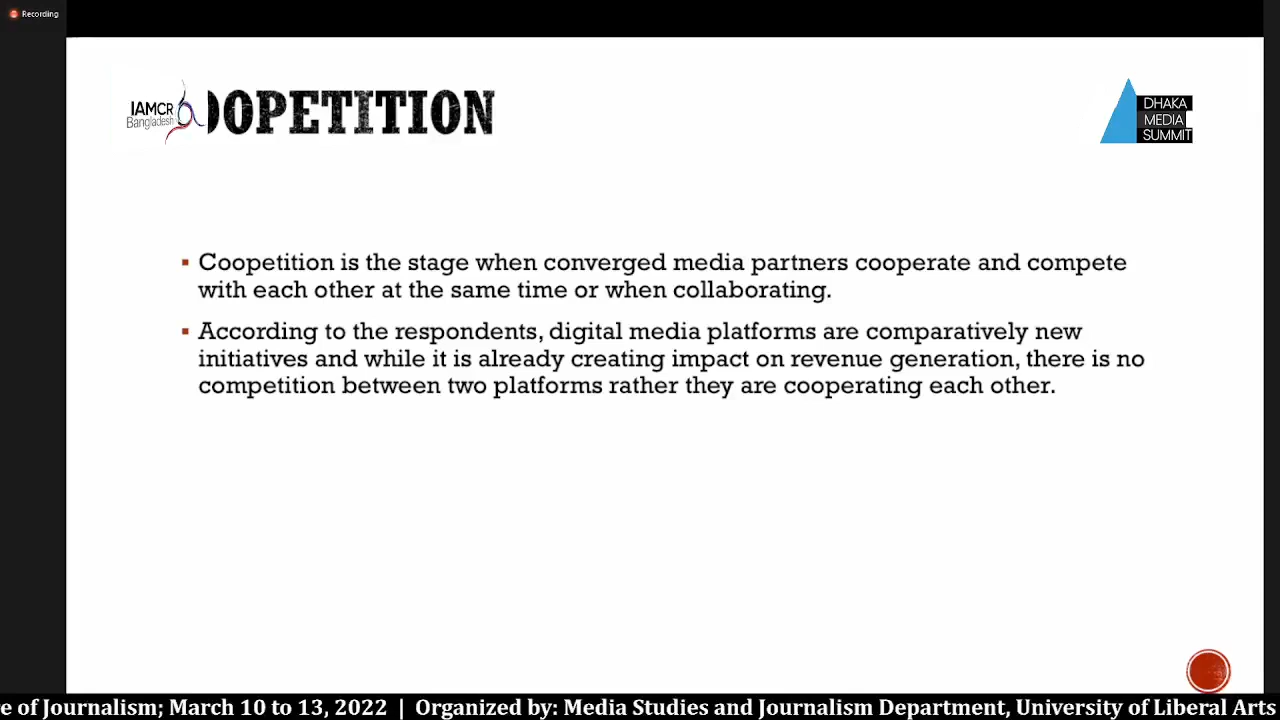 Recording
IAMCR
Bangladesh
OOPETITION
DHAKA
MEDIA
SUMMIT
▪ Coopetition is the stage when converged media partners cooperate and compete
with each other at the same time or when collaborating.
▪ According to the respondents, digital media platforms are comparatively new
initiatives and while it is already creating impact on revenue generation, there is no
competition between two platforms rather they are cooperating each other.
e of Journalism; March 10 to 13, 2022 | Organized by: Media Studies and Journalism Department, University of Liberal Arts